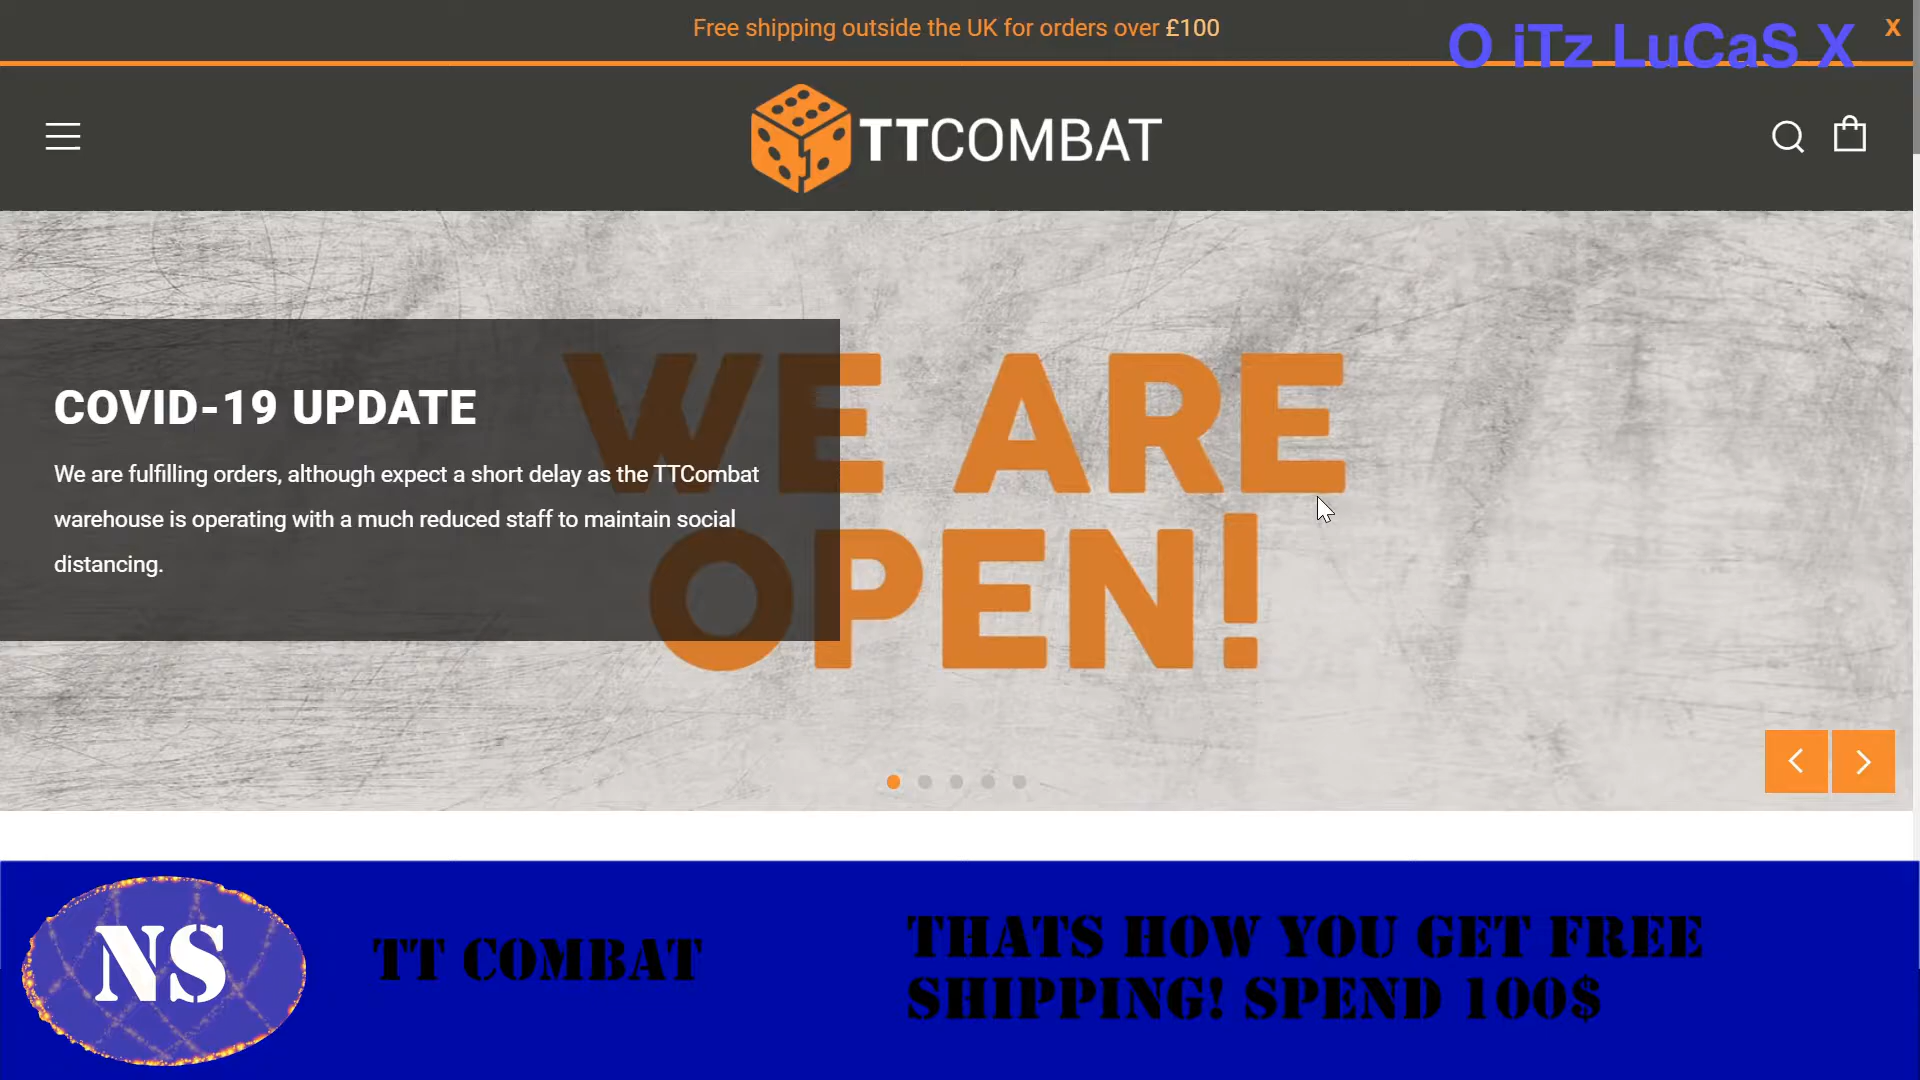 Free shipping outside the UK for orders over £100
O iTz LuCaS X
X
TTCOMBAT
WE ARE
OPEN!
COVID-19 UPDATE
We are fulfilling orders, although expect a short delay as the TTCombat
warehouse is operating with a much reduced staff to maintain social
distancing.
NS
TT COMBAT
THATS HOW YOU GET FREE
SHIPPING! SPEND 100$